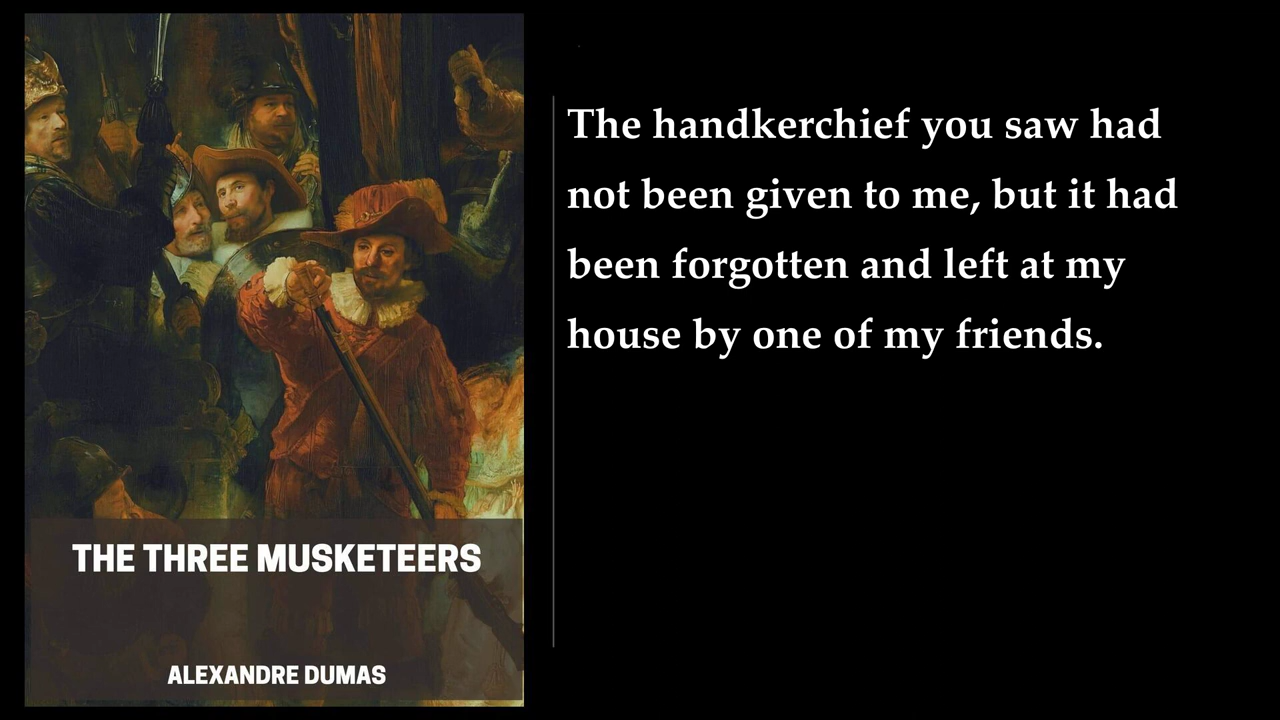 The handkerchief you saw had
not been given to me, but it had
been forgotten and left at my
house by one of my friends.
THE THREE MUSKETEERS
ALEXANDRE DUMAS